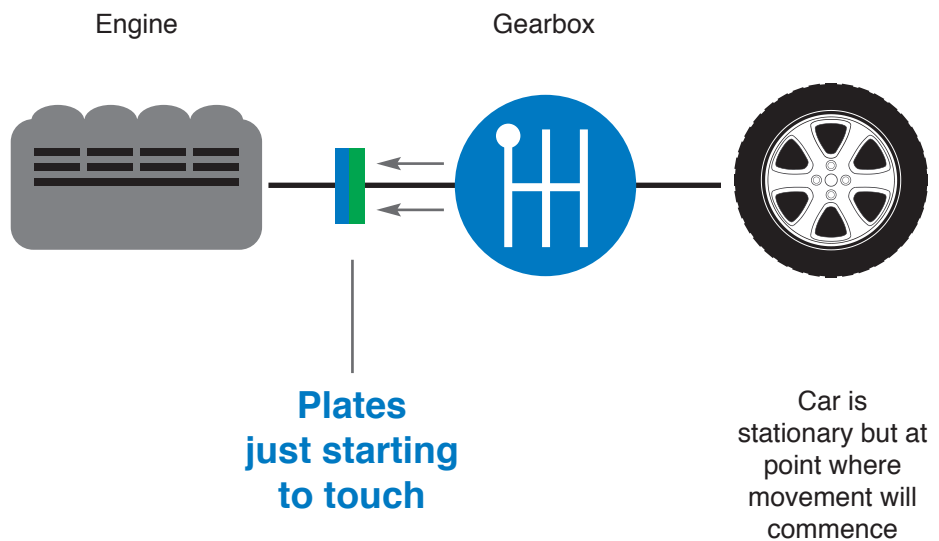 Engine
Gearbox
Plates
just starting
to touch
Car is
stationary but at
point where
movement will
commence